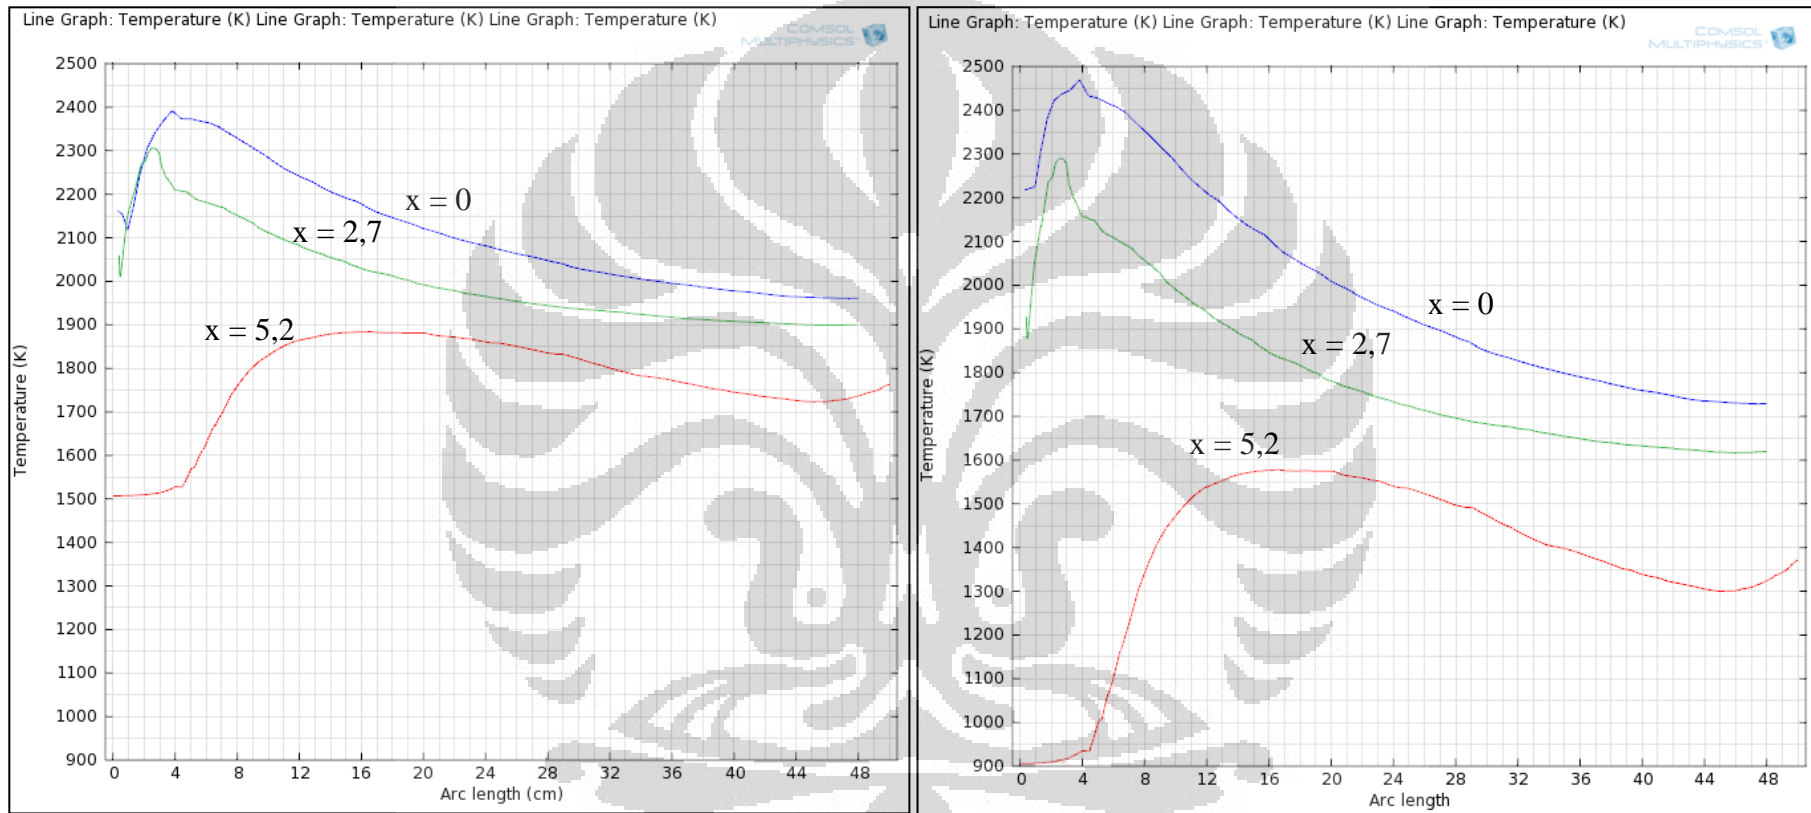 Line Graph: Temperature (K) Line Graph: Temperature (K) Line Graph: Temperature (K)
COMSOL
MULTIPHYSICS
2500
2400
2300
2200
2100
2000
1900
1800
1700
1600
1500
1400
1300
1200
1100
1000
900
Temperature (K)
x = 0
x = 2,7
x = 5,2
0 4 8 12 16 20 24 28 32 36 40 44 48
Arc length (cm)
Line Graph: Temperature (K) Line Graph: Temperature (K) Line Graph: Temperature (K)
COMSOL
MULTIPHYSICS
2500
2400
2300
2200
2100
2000
1900
1800
1700
1600
1500
1400
1300
1200
1100
1000
900
Temperature (K)
x = 0
x = 2,7
x = 5,2
0 4 8 12 16 20 24 28 32 36 40 44 48
Arc length